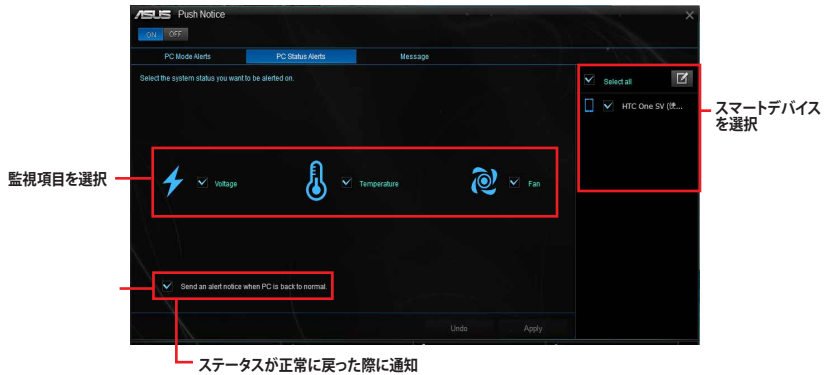 ASUS Push Notice
ON OFF
PC Mode Alerts PC Status Alerts Message
Select the system status you want to be alerted on.
Select all
HTC One SV (使...
スマートデバイス
を選択
監視項目を選択
Voltage Temperature Fan
Send an alert notice when PC is back to normal.
Undo Apply
ステータスが正常に戻った際に通知